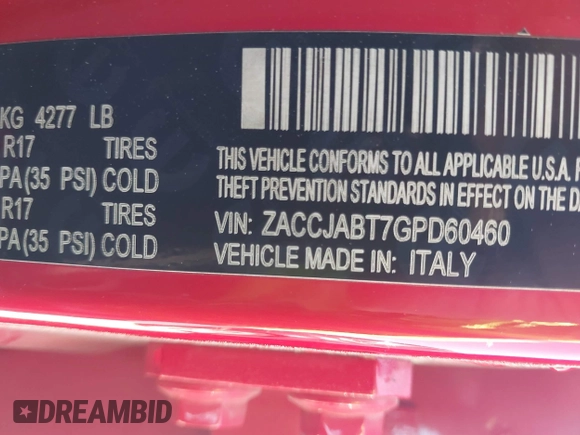 KG 4277 LB
R17 TIRES
PA(35 PSI) COLD
R17 TIRES
PA(35 PSI) COLD
THIS VEHICLE CONFORMS TO ALL APPLICABLE U.S.A.
THEFT PREVENTION STANDARDS IN EFFECT ON THE
VIN: ZACCJABT7GPD60460
VEHICLE MADE IN: ITALY
DREAMBID